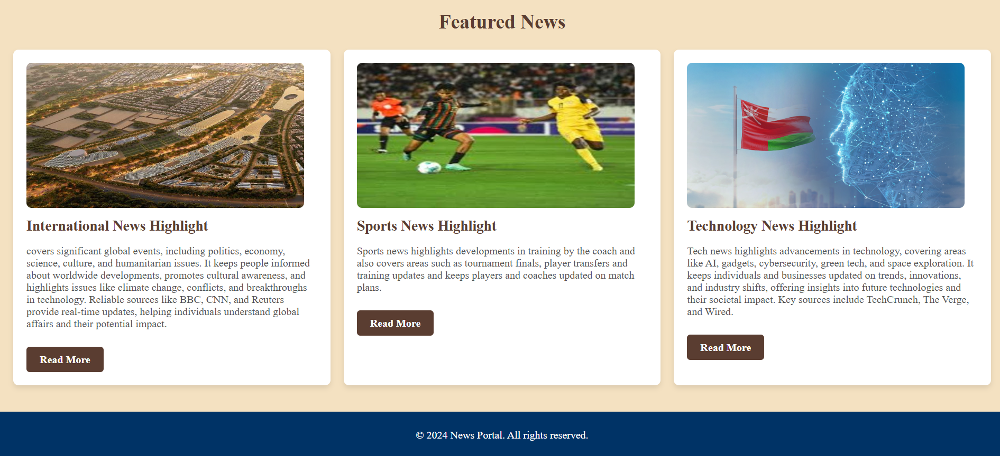 Featured News
International News Highlight
covers significant global events, including politics, economy,
science, culture, and humanitarian issues. It keeps people informed
about worldwide developments, promotes cultural awareness, and
highlights issues like climate change, conflicts, and breakthroughs
in technology. Reliable sources like BBC, CNN, and Reuters
provide real-time updates, helping individuals understand global
affairs and their potential impact.
Read More
Sports News Highlight
Sports news highlights developments in training by the coach and
also covers areas such as tournament finals, player transfers and
training updates and keeps players and coaches updated on match
plans.
Read More
Technology News Highlight
Tech news highlights advancements in technology, covering areas
like AI, gadgets, cybersecurity, green tech, and space exploration. It
keeps individuals and businesses updated on trends, innovations,
and industry shifts, offering insights into future technologies and
their societal impact. Key sources include TechCrunch, The Verge,
and Wired.
Read More
© 2024 News Portal. All rights reserved.